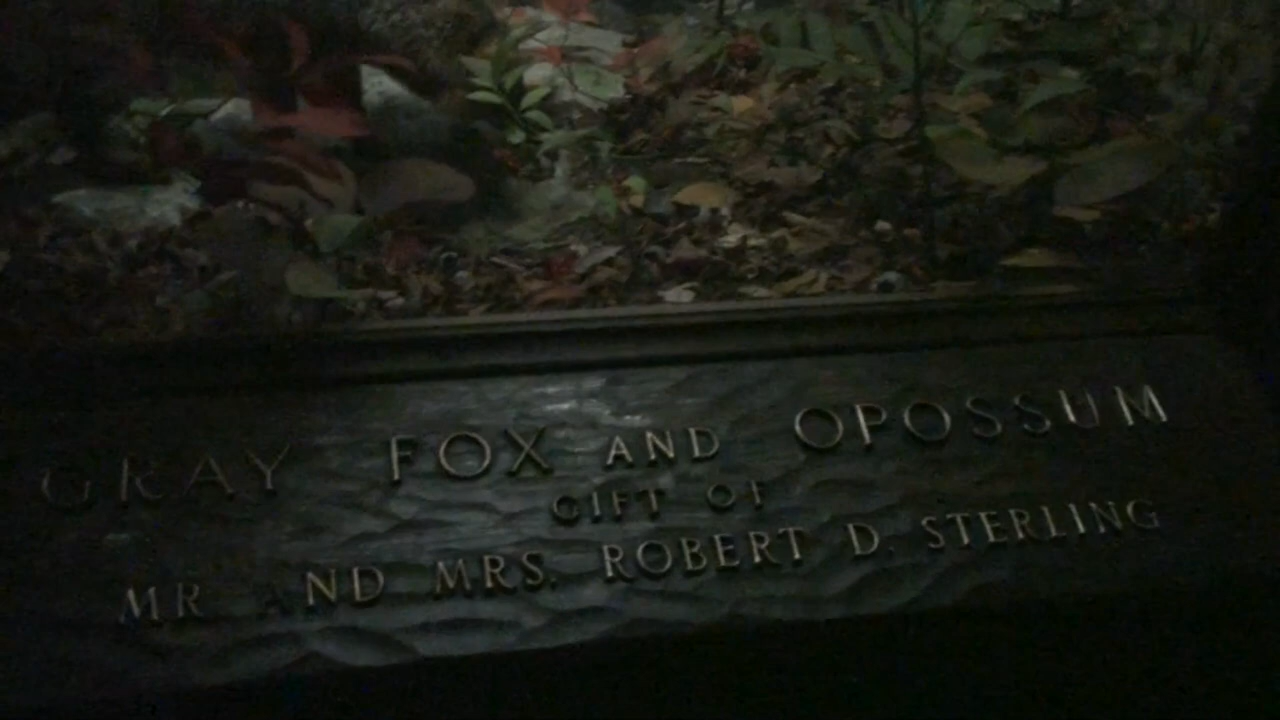 GRAY FOX AND OPOSSUM
GIFT OF
MR AND MRS. ROBERT D. STERLING